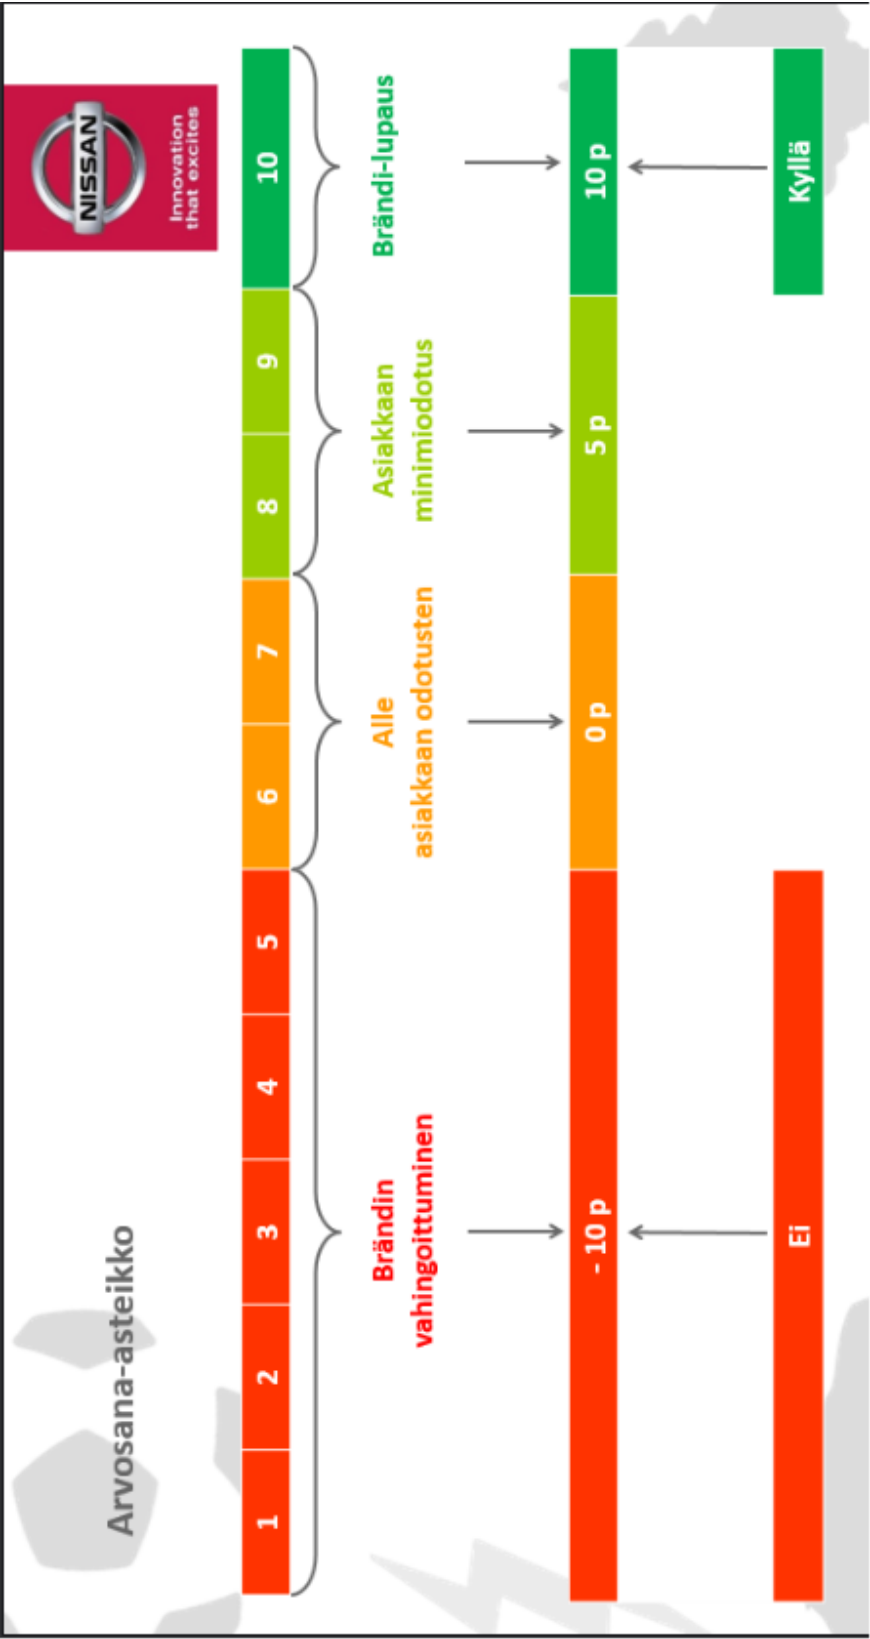 Arvosana-asteikko
NISSAN
Innovation
that excites
1 2 3 4 5 6 7 8 9 10
Brändin
vahingoittuminen
Alle
asiakkaan odotusten
Asiakkaan
minimiodotus
Brändi-lupaus
- 10 p 0 p 5 p 10 p
Ei Kyllä